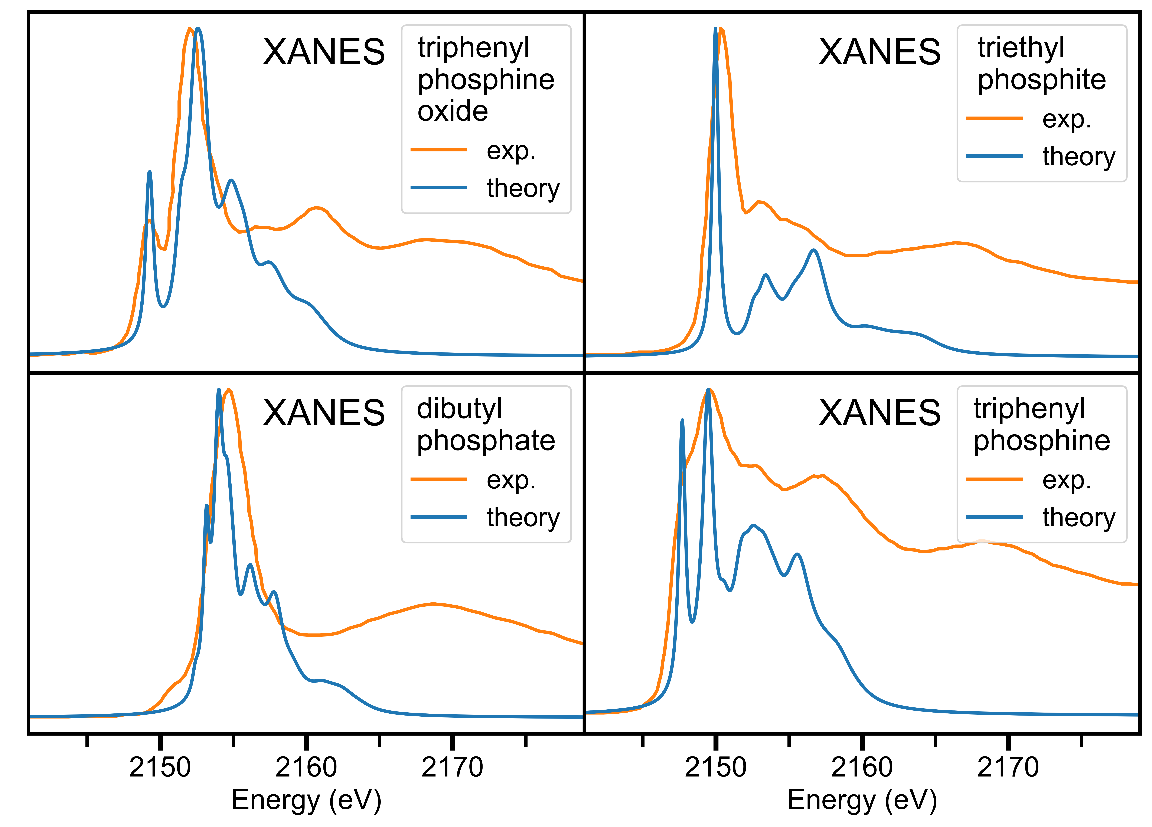 XANES
triphenyl
phosphine
oxide
exp.
theory
XANES
triethyl
phosphite
exp.
theory
XANES
dibutyl
phosphate
exp.
theory
XANES
triphenyl
phosphine
exp.
theory
2150 2160 2170
Energy (eV)
2150 2160 2170
Energy (eV)